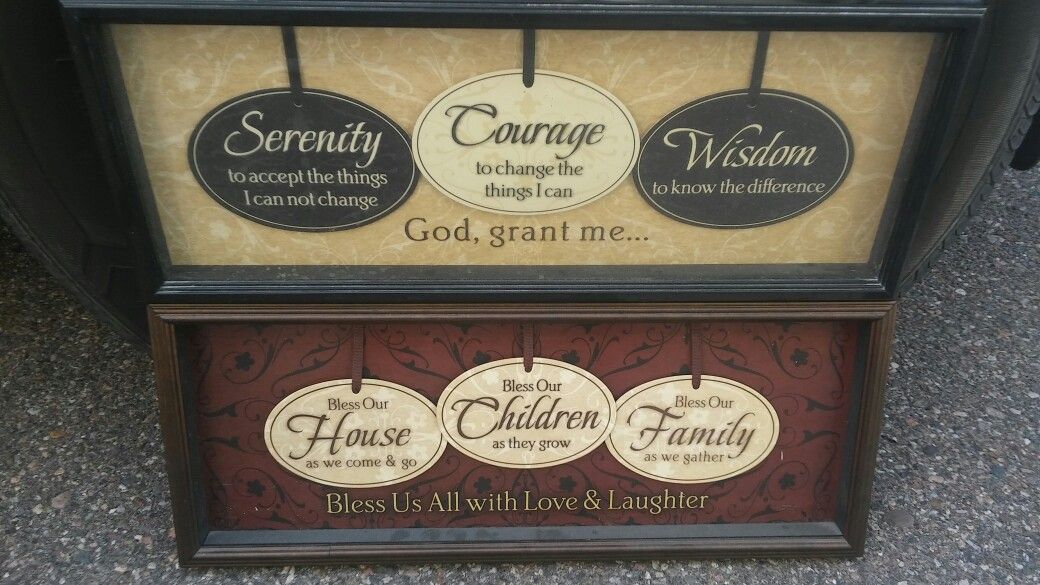 Serenity
to accept the things
I can not change
Courage
to change the
things I can
Wisdom
to know the difference
God, grant me...
Bless Our
House
as we come & go
Bless Our
Children
as they grow
Bless Our
Family
as we gather
Bless Us All with Love & Laughter